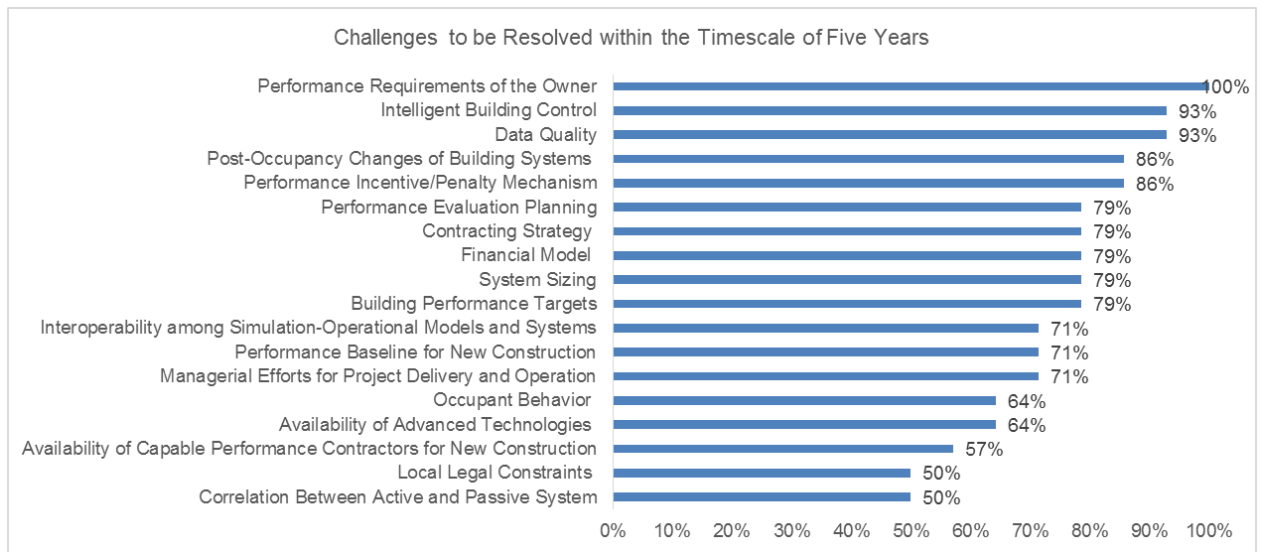 Challenges to be Resolved within the Timescale of Five Years
Performance Requirements of the Owner 100%
Intelligent Building Control 93%
Data Quality 93%
Post-Occupancy Changes of Building Systems 86%
Performance Incentive/Penalty Mechanism 86%
Performance Evaluation Planning 79%
Contracting Strategy 79%
Financial Model 79%
System Sizing 79%
Building Performance Targets 79%
Interoperability among Simulation-Operational Models and Systems 71%
Performance Baseline for New Construction 71%
Managerial Efforts for Project Delivery and Operation 71%
Occupant Behavior 64%
Availability of Advanced Technologies 64%
Availability of Capable Performance Contractors for New Construction 57%
Local Legal Constraints 50%
Correlation Between Active and Passive System 50%
0% 10% 20% 30% 40% 50% 60% 70% 80% 90% 100%